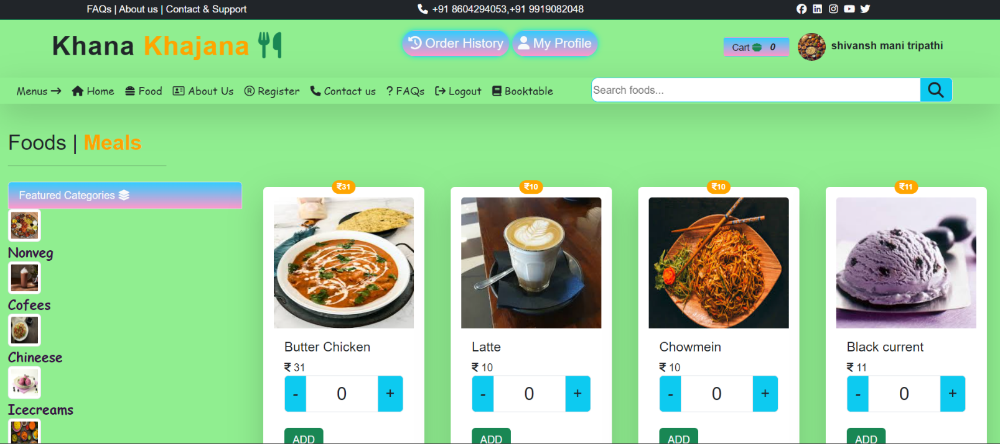 FAQs | About us | Contact & Support
+91 8604294053,+91 9919082048
Khana Khajana
Order History
My Profile
Cart 0
shivansh mani tripathi
Menus → Home Food About Us Register Contact us ? FAQs Logout Booktable
Search foods...
Foods | Meals
Featured Categories
Nonveg
Cofees
Chineese
Icecreams
₹31
Butter Chicken
₹ 31
- 0 +
ADD
₹10
Latte
₹ 10
- 0 +
ADD
₹10
Chowmein
₹ 10
- 0 +
ADD
₹11
Black current
₹ 11
- 0 +
ADD